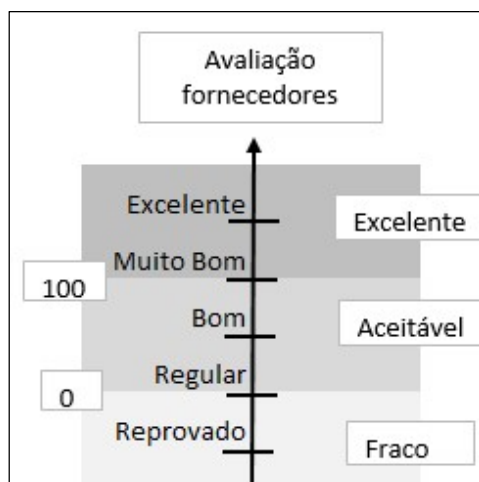 Avaliação
fornecedores
Excelente
Excelente
Muito Bom
100
Bom
Aceitável
Regular
0
Reprovado
Fraco